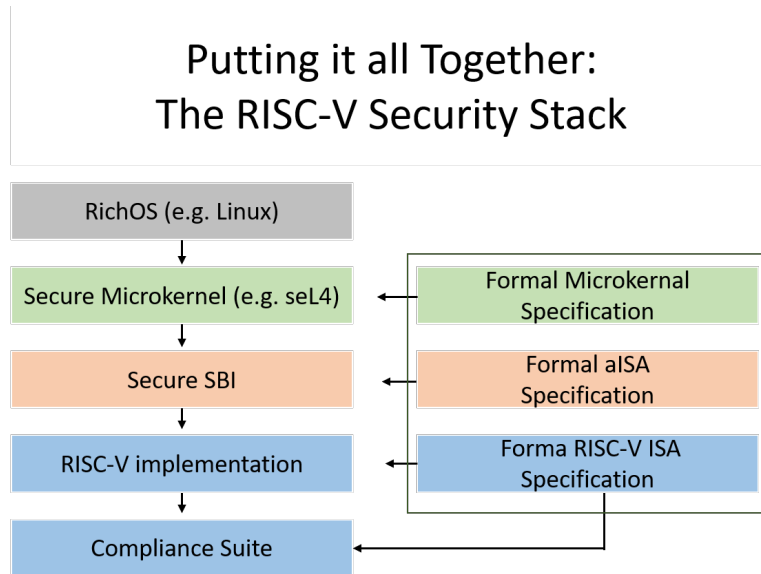 Putting it all Together:
The RISC-V Security Stack
RichOS (e.g. Linux)
Secure Microkernel (e.g. seL4)
Formal Microkernal
Specification
Secure SBI
Formal aISA
Specification
RISC-V implementation
Forma RISC-V ISA
Specification
Compliance Suite